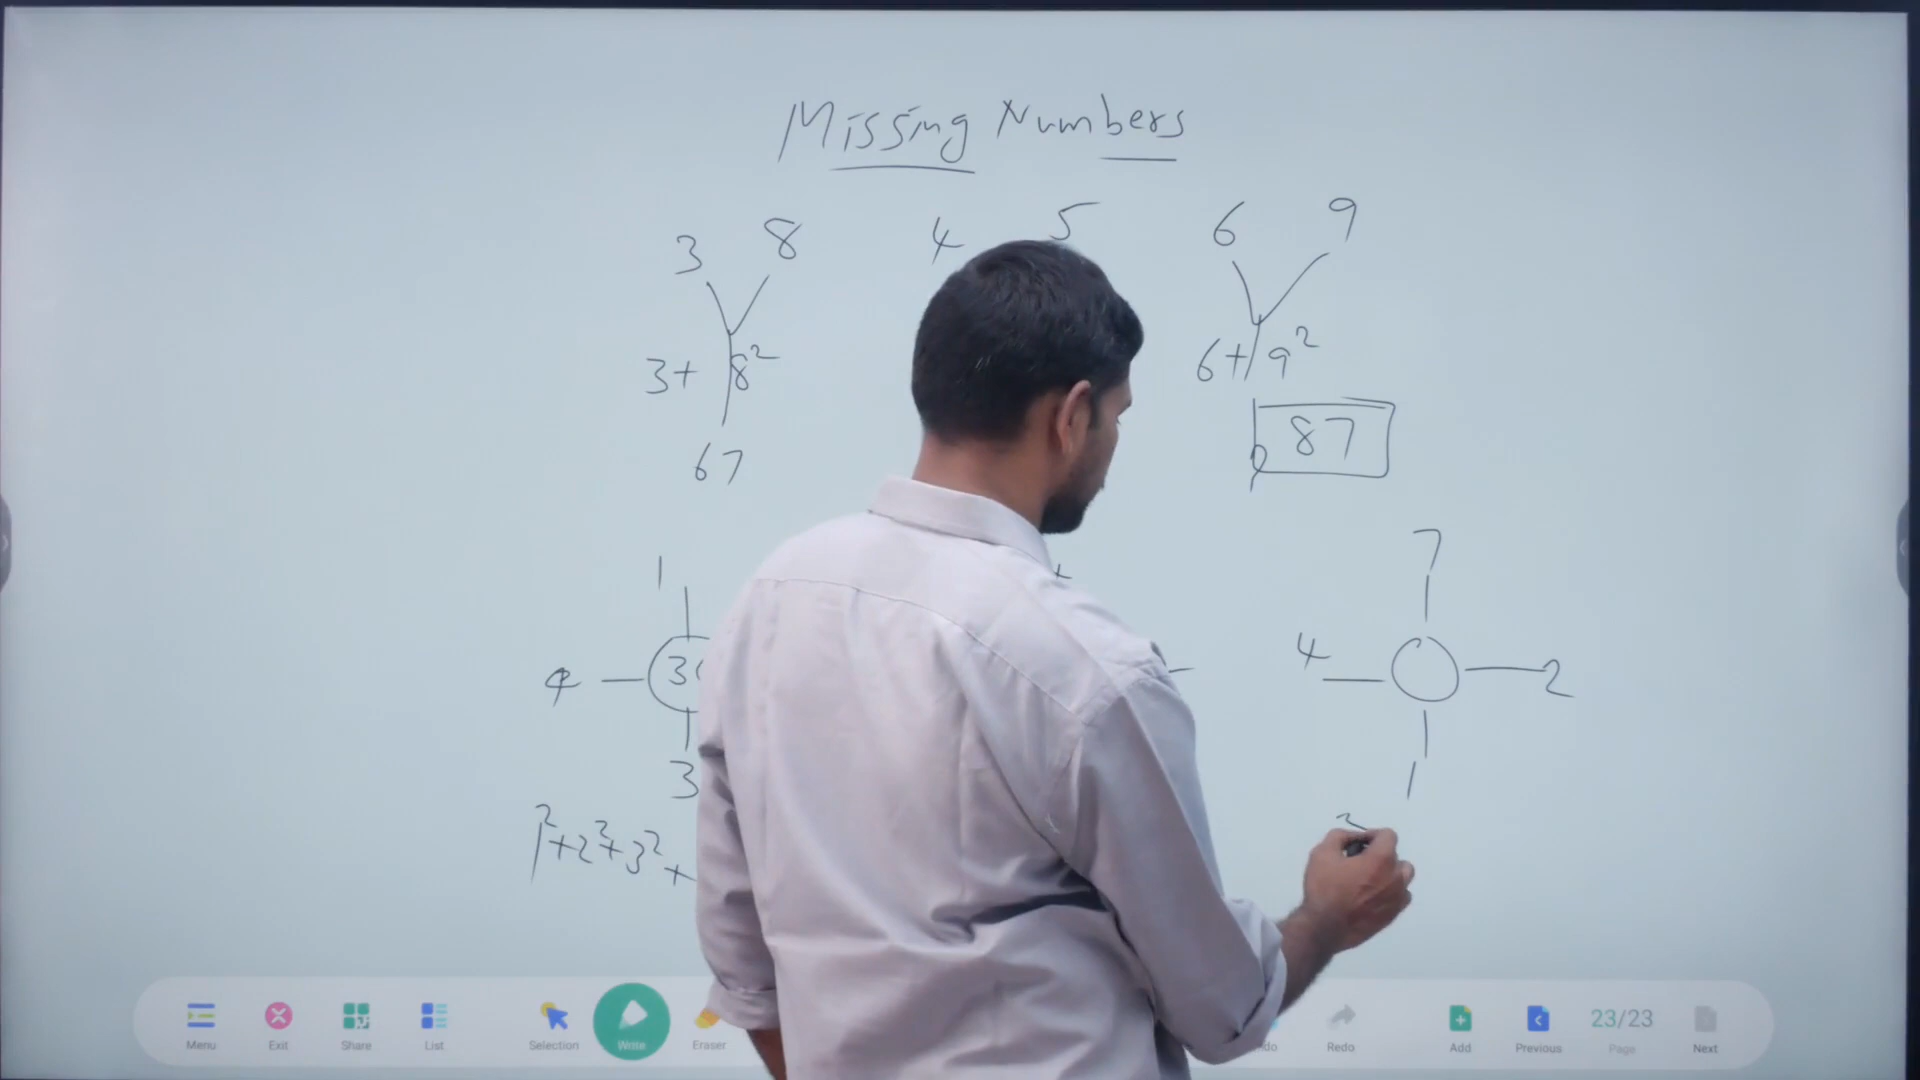 Missing Numbers
3 8 4 5 6 9
3+ 8² 6+ 9²
67 87
1 7
4 3 4 2
3 1
1²+2²+3²+ 2
Menu Exit Share List Selection Write Eraser Redo Add Previous 23/23 Page Next